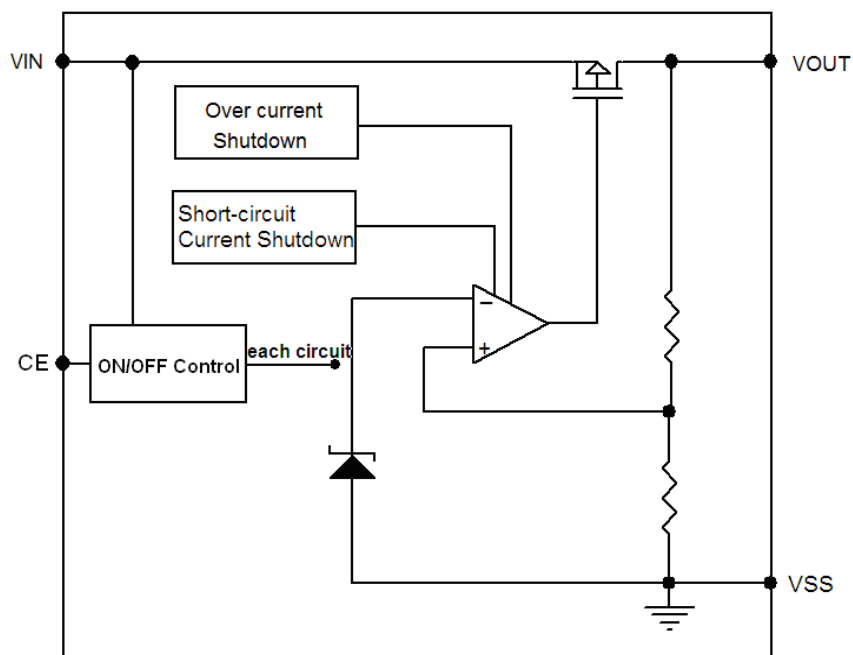 VIN
VOUT
Over current
Shutdown
Short-circuit
Current Shutdown
−
+
CE
ON/OFF Control
each circuit
VSS